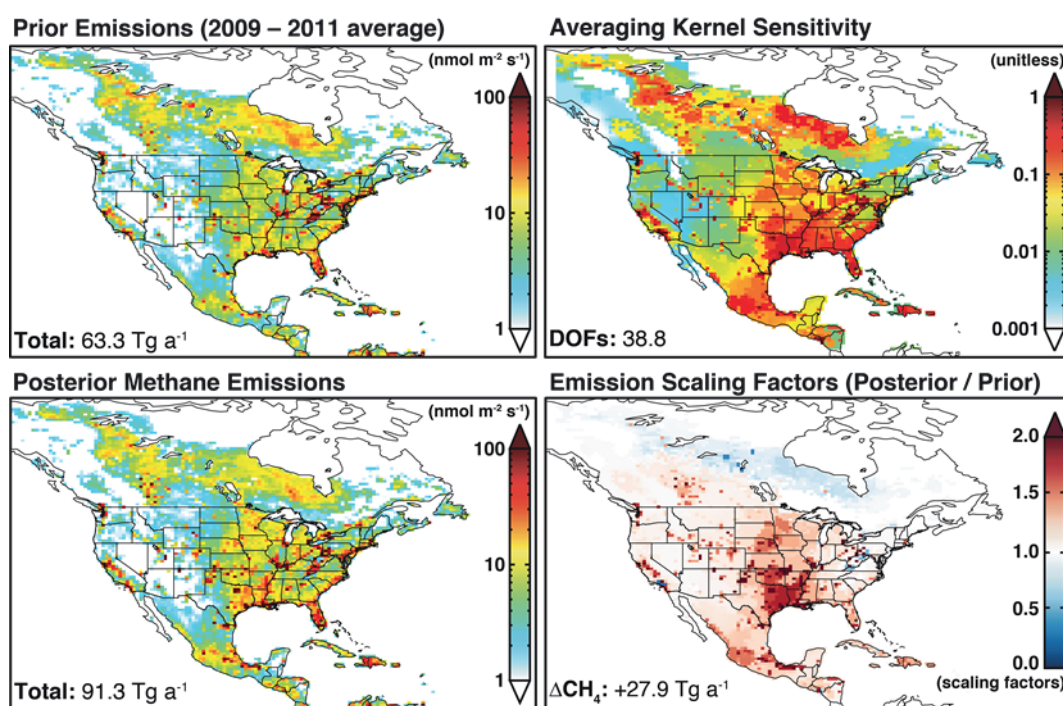 Prior Emissions (2009 – 2011 average)
(nmol m⁻² s⁻¹)
100
10
1
Total: 63.3 Tg a⁻¹
Averaging Kernel Sensitivity
(unitless)
1
0.1
0.01
0.001
DOFs: 38.8
Posterior Methane Emissions
(nmol m⁻² s⁻¹)
100
10
1
Total: 91.3 Tg a⁻¹
Emission Scaling Factors (Posterior / Prior)
2.0
1.5
1.0
0.5
0.0
(scaling factors)
ΔCH₄: +27.9 Tg a⁻¹